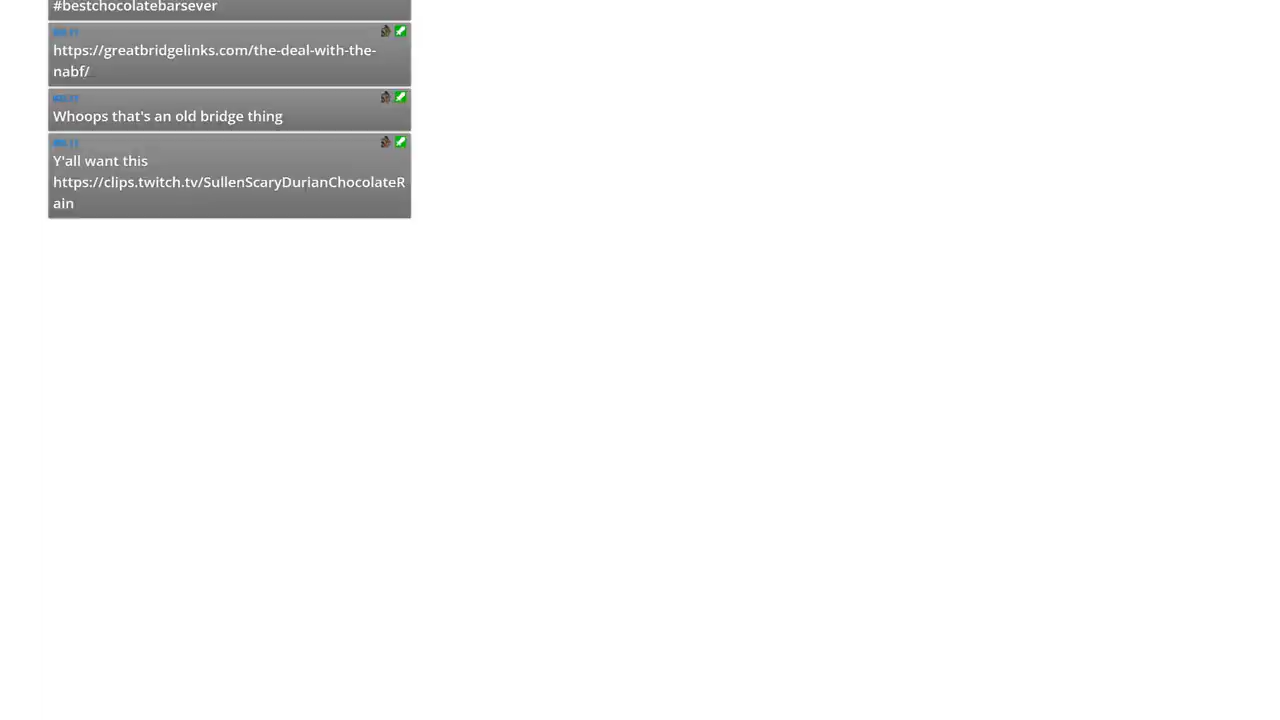 #bestchocolatebarsever
https://greatbridgelinks.com/the-deal-with-the-
nabf/
Whoops that's an old bridge thing
Y'all want this
https://clips.twitch.tv/SullenScaryDurianChocolateR
ain